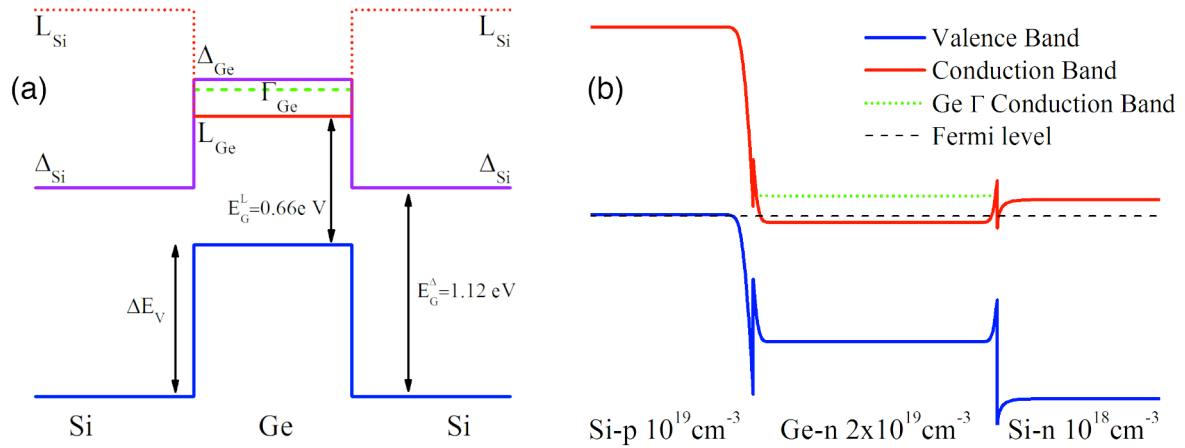 (a)
L_Si
L_Si
Δ_Ge
Γ_Ge
L_Ge
Δ_Si
Δ_Si
E_G^L=0.66e V
ΔE_V
E_G^Δ=1.12 eV
Si
Ge
Si
(b)
Valence Band
Conduction Band
Ge Γ Conduction Band
Fermi level
Si-p 10^19cm^-3
Ge-n 2x10^19cm^-3
Si-n 10^18cm^-3